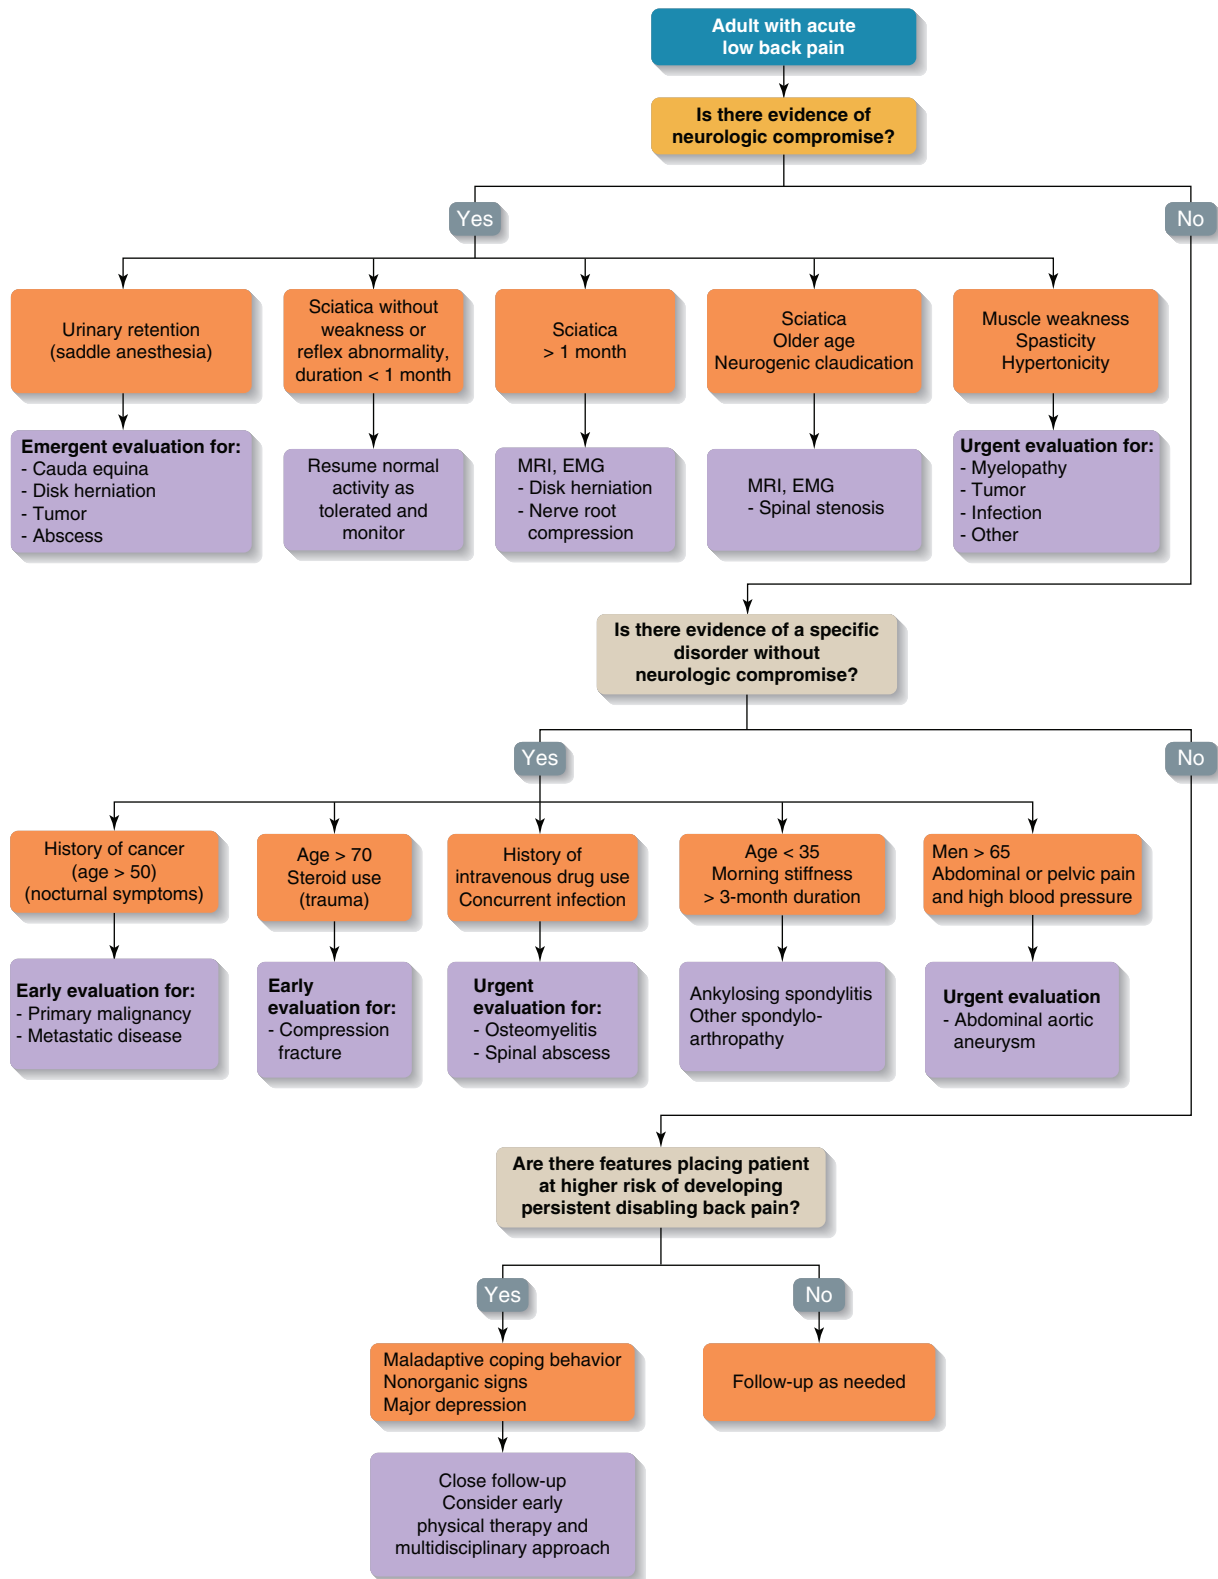 Adult with acute
low back pain
Is there evidence of
neurologic compromise?
Yes
No
Urinary retention
(saddle anesthesia)
Sciatica without
weakness or
reflex abnormality,
duration < 1 month
Sciatica
> 1 month
Sciatica
Older age
Neurogenic claudication
Muscle weakness
Spasticity
Hypertonicity
Emergent evaluation for:
- Cauda equina
- Disk herniation
- Tumor
- Abscess
Resume normal
activity as
tolerated and
monitor
MRI, EMG
- Disk herniation
- Nerve root
compression
MRI, EMG
- Spinal stenosis
Urgent evaluation for:
- Myelopathy
- Tumor
- Infection
- Other
Is there evidence of a specific
disorder without
neurologic compromise?
Yes
No
History of cancer
(age > 50)
(nocturnal symptoms)
Age > 70
Steroid use
(trauma)
History of
intravenous drug use
Concurrent infection
Age < 35
Morning stiffness
> 3-month duration
Men > 65
Abdominal or pelvic pain
and high blood pressure
Early evaluation for:
- Primary malignancy
- Metastatic disease
Early
evaluation for:
- Compression
fracture
Urgent
evaluation for:
- Osteomyelitis
- Spinal abscess
Ankylosing spondylitis
Other spondylo-
arthropathy
Urgent evaluation
- Abdominal aortic
aneurysm
Are there features placing patient
at higher risk of developing
persistent disabling back pain?
Yes
No
Maladaptive coping behavior
Nonorganic signs
Major depression
Follow-up as needed
Close follow-up
Consider early
physical therapy and
multidisciplinary approach